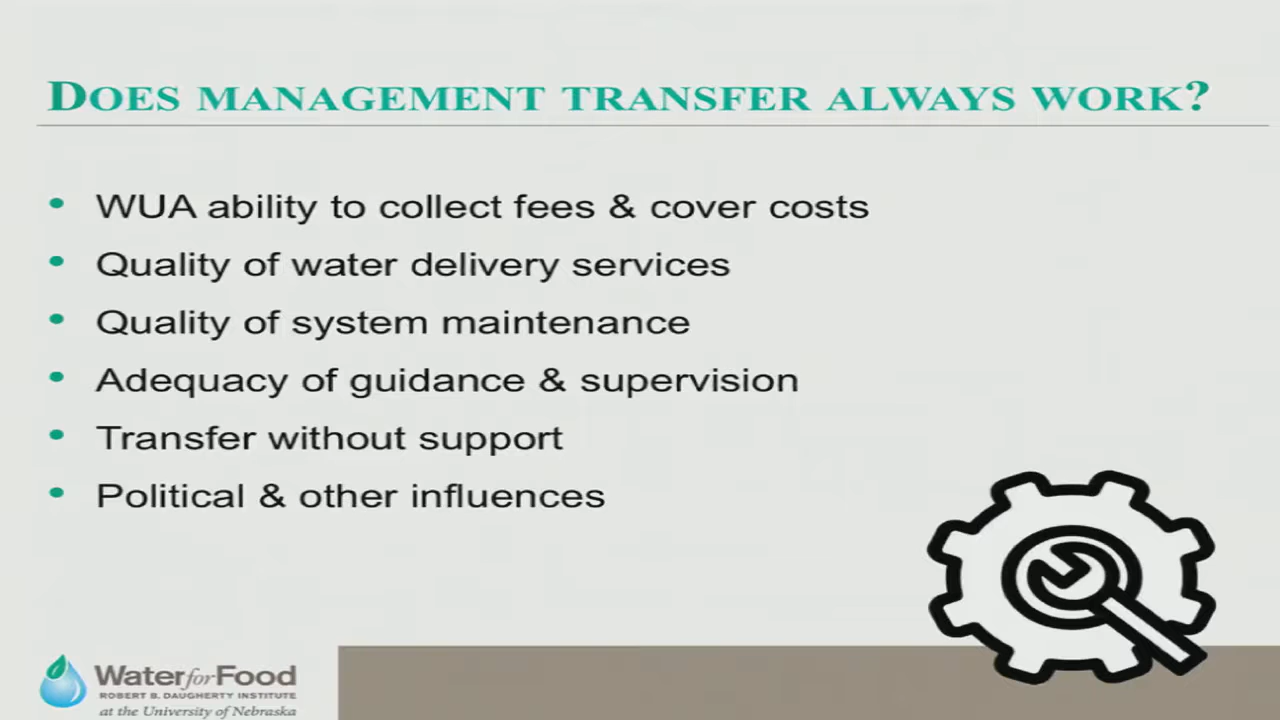 DOES MANAGEMENT TRANSFER ALWAYS WORK?
• WUA ability to collect fees & cover costs
• Quality of water delivery services
• Quality of system maintenance
• Adequacy of guidance & supervision
• Transfer without support
• Political & other influences
Water for Food
ROBERT B. DAUGHERTY INSTITUTE
at the University of Nebraska